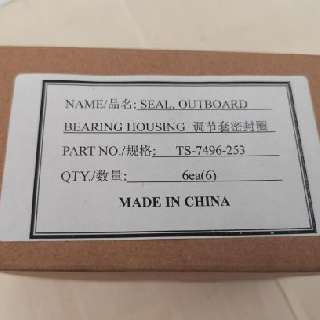 NAME/品名: SEAL, OUTBOARD
BEARING HOUSING 调节套密封圈
PART NO./规格: TS-7496-253
QTY./数量: 6ea(6)
MADE IN CHINA